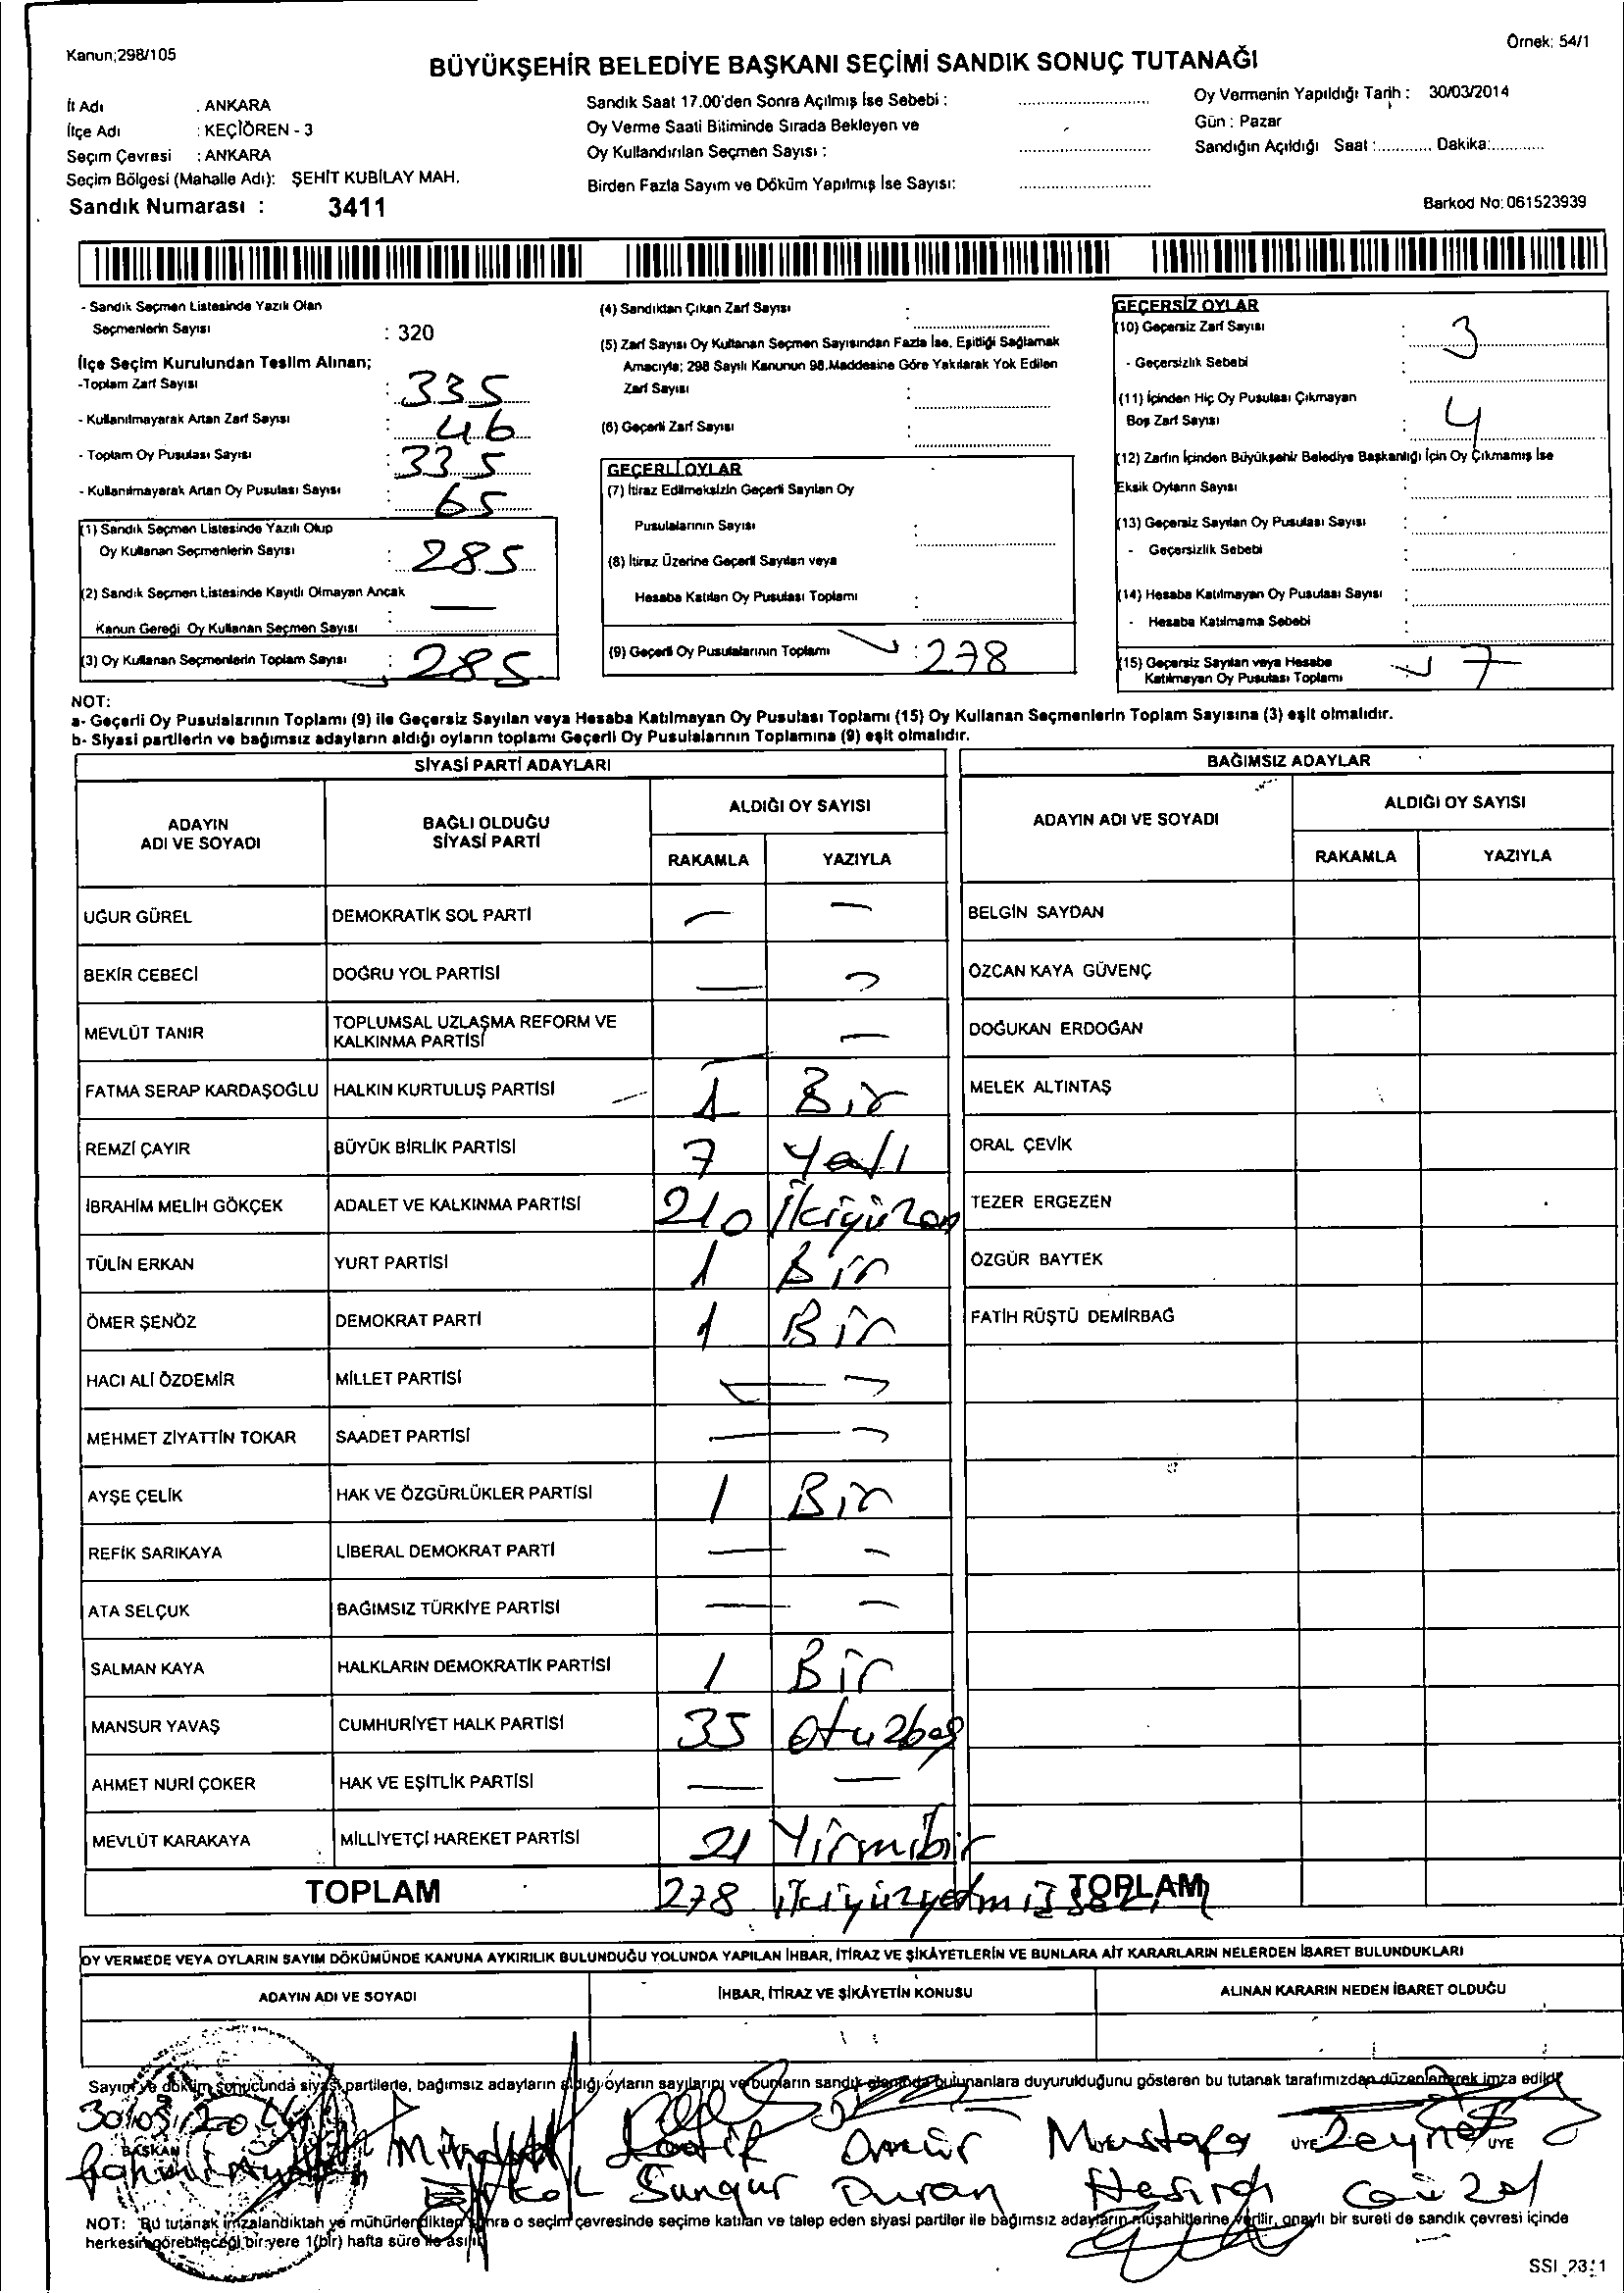 Kanun;298/105
Örnek: 54/1
BÜYÜKŞEHİR BELEDİYE BAŞKANI SEÇİMİ SANDIK SONUÇ TUTANAĞI
İl Adı : ANKARA
İlçe Adı : KEÇİÖREN - 3
Seçim Çevresi : ANKARA
Seçim Bölgesi (Mahalle Adı): ŞEHİT KUBİLAY MAH.
Sandık Numarası : 3411
Sandık Saat 17.00'den Sonra Açılmış İse Sebebi :
Oy Verme Saati Bitiminde Sırada Bekleyen ve
Oy Kullandırılan Seçmen Sayısı :
Birden Fazla Sayım ve Döküm Yapılmış İse Sayısı:
Oy Vermenin Yapıldığı Tarih : 30/03/2014
Gün : Pazar
Sandığın Açıldığı Saat :............ Dakika:............
Barkod No: 061523939
- Sandık Seçmen Listesinde Yazılı Olan
Seçmenlerin Sayısı : 320
İlçe Seçim Kurulundan Teslim Alınan;
-Toplam Zarf Sayısı : 335
- Kullanılmayarak Artan Zarf Sayısı : 46
- Toplam Oy Pusulası Sayısı : 335
- Kullanılmayarak Artan Oy Pusulası Sayısı : 65
(1) Sandık Seçmen Listesinde Yazılı Olup
Oy Kullanan Seçmenlerin Sayısı : 285
(2) Sandık Seçmen Listesinde Kayıtlı Olmayan Ancak
Kanun Gereği Oy Kullanan Seçmen Sayısı : —
(3) Oy Kullanan Seçmenlerin Toplam Sayısı : 285
(4) Sandıktan Çıkan Zarf Sayısı :
(5) Zarf Sayısı Oy Kullanan Seçmen Sayısından Fazla İse, Eşitliği Sağlamak
Amacıyla; 298 Sayılı Kanunun 98.Maddesine Göre Yakılarak Yok Edilen
Zarf Sayısı :
(6) Geçerli Zarf Sayısı :
GEÇERLİ OYLAR
(7) İtiraz Edilmeksizin Geçerli Sayılan Oy
Pusulalarının Sayısı :
(8) İtiraz Üzerine Geçerli Sayılan veya
Hesaba Katılan Oy Pusulası Toplamı :
(9) Geçerli Oy Pusulalarının Toplamı : 278
GEÇERSİZ OYLAR
(10) Geçersiz Zarf Sayısı : 3
- Geçersizlik Sebebi :
(11) İçinden Hiç Oy Pusulası Çıkmayan
Boş Zarf Sayısı : 4
(12) Zarfın İçinden Büyükşehir Belediye Başkanlığı İçin Oy Çıkmamış İse
Eksik Oyların Sayısı :
(13) Geçersiz Sayılan Oy Pusulası Sayısı :
- Geçersizlik Sebebi :
(14) Hesaba Katılmayan Oy Pusulası Sayısı :
- Hesaba Katılmama Sebebi :
(15) Geçersiz Sayılan veya Hesaba
Katılmayan Oy Pusulası Toplamı 7
NOT:
a- Geçerli Oy Pusulalarının Toplamı (9) ile Geçersiz Sayılan veya Hesaba Katılmayan Oy Pusulası Toplamı (15) Oy Kullanan Seçmenlerin Toplam Sayısına (3) eşit olmalıdır.
b- Siyasi partilerin ve bağımsız adayların aldığı oyların toplamı Geçerli Oy Pusulalarının Toplamına (9) eşit olmalıdır.
SİYASİ PARTİ ADAYLARI
ADAYIN ADI VE SOYADI
BAĞLI OLDUĞU SİYASİ PARTİ
ALDIĞI OY SAYISI
RAKAMLA YAZIYLA
UĞUR GÜREL DEMOKRATİK SOL PARTİ — —
BEKİR CEBECİ DOĞRU YOL PARTİSİ — —
MEVLÜT TANIR TOPLUMSAL UZLAŞMA REFORM VE KALKINMA PARTİSİ — —
FATMA SERAP KARDAŞOĞLU HALKIN KURTULUŞ PARTİSİ 1 Bir
REMZİ ÇAYIR BÜYÜK BİRLİK PARTİSİ 7 Yedi
İBRAHİM MELİH GÖKÇEK ADALET VE KALKINMA PARTİSİ 210 İkiyüzon
TÜLİN ERKAN YURT PARTİSİ 1 Bir
ÖMER ŞENÖZ DEMOKRAT PARTİ 1 Bir
HACI ALİ ÖZDEMİR MİLLET PARTİSİ — —
MEHMET ZİYATTİN TOKAR SAADET PARTİSİ — —
AYŞE ÇELİK HAK VE ÖZGÜRLÜKLER PARTİSİ 1 Bir
REFİK SARIKAYA LİBERAL DEMOKRAT PARTİ — —
ATA SELÇUK BAĞIMSIZ TÜRKİYE PARTİSİ — —
SALMAN KAYA HALKLARIN DEMOKRATİK PARTİSİ 1 Bir
MANSUR YAVAŞ CUMHURİYET HALK PARTİSİ 35 Otuzbeş
AHMET NURİ ÇOKER HAK VE EŞİTLİK PARTİSİ — —
MEVLÜT KARAKAYA MİLLİYETÇİ HAREKET PARTİSİ 21 Yirmibir
TOPLAM 278 ikiyüzyetmişsekiz
BAĞIMSIZ ADAYLAR
ADAYIN ADI VE SOYADI
ALDIĞI OY SAYISI
RAKAMLA YAZIYLA
BELGİN SAYDAN
ÖZCAN KAYA GÜVENÇ
DOĞUKAN ERDOĞAN
MELEK ALTINTAŞ
ORAL ÇEVİK
TEZER ERGEZEN
ÖZGÜR BAYTEK
FATİH RÜŞTÜ DEMİRBAĞ
TOPLAM
OY VERMEDE VEYA OYLARIN SAYIM DÖKÜMÜNDE KANUNA AYKIRILIK BULUNDUĞU YOLUNDA YAPILAN İHBAR, İTİRAZ VE ŞİKÂYETLERİN VE BUNLARA AİT KARARLARIN NELERDEN İBARET BULUNDUKLARI
ADAYIN ADI VE SOYADI
İHBAR, İTİRAZ VE ŞİKÂYETİN KONUSU
ALINAN KARARIN NEDEN İBARET OLDUĞU
Sayım ve döküm sonucunda siyasi partilerle, bağımsız adayların aldığı oyların sayılarını ve bunların sandık alanında bulunanlara duyurulduğunu gösteren bu tutanak tarafımızdan düzenlenerek imza edildi
30/03/2014
BAŞKAN
Sungur
Ömür Duran
Mustafa
ÜYE Zeynep ÜYE
Güzel
NOT: Bu tutanak imzalandıktan ve mühürlendikten sonra o seçim çevresinde seçime katılan ve talep eden siyasi partiler ile bağımsız adayların müşahitlerine verilir, onaylı bir sureti de sandık çevresi içinde
herkesin görebileceği bir yere 1(bir) hafta süre ile asılır.
SSI_23:1